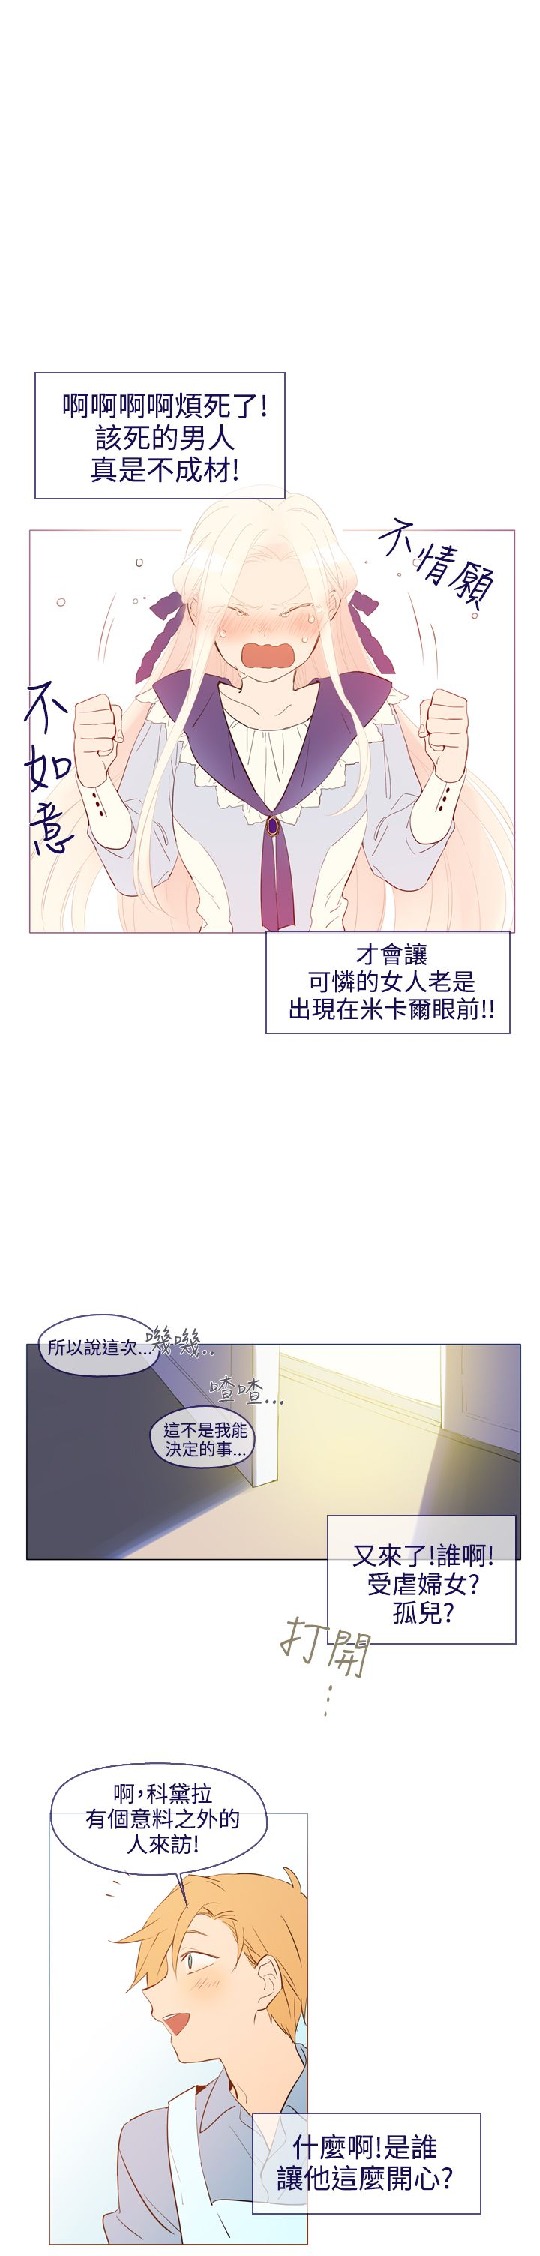 啊啊啊啊煩死了!
該死的男人
真是不成材!
不情願
不如意
才會讓
可憐的女人老是
出現在米卡爾眼前!!
所以說這次...
嘰嘰..
喳喳...
這不是我能
決定的事...
又來了!誰啊!
受虐婦女?
孤兒?
打開...
啊,科黛拉
有個意料之外的
人來訪!
什麼啊!是誰
讓他這麼開心?